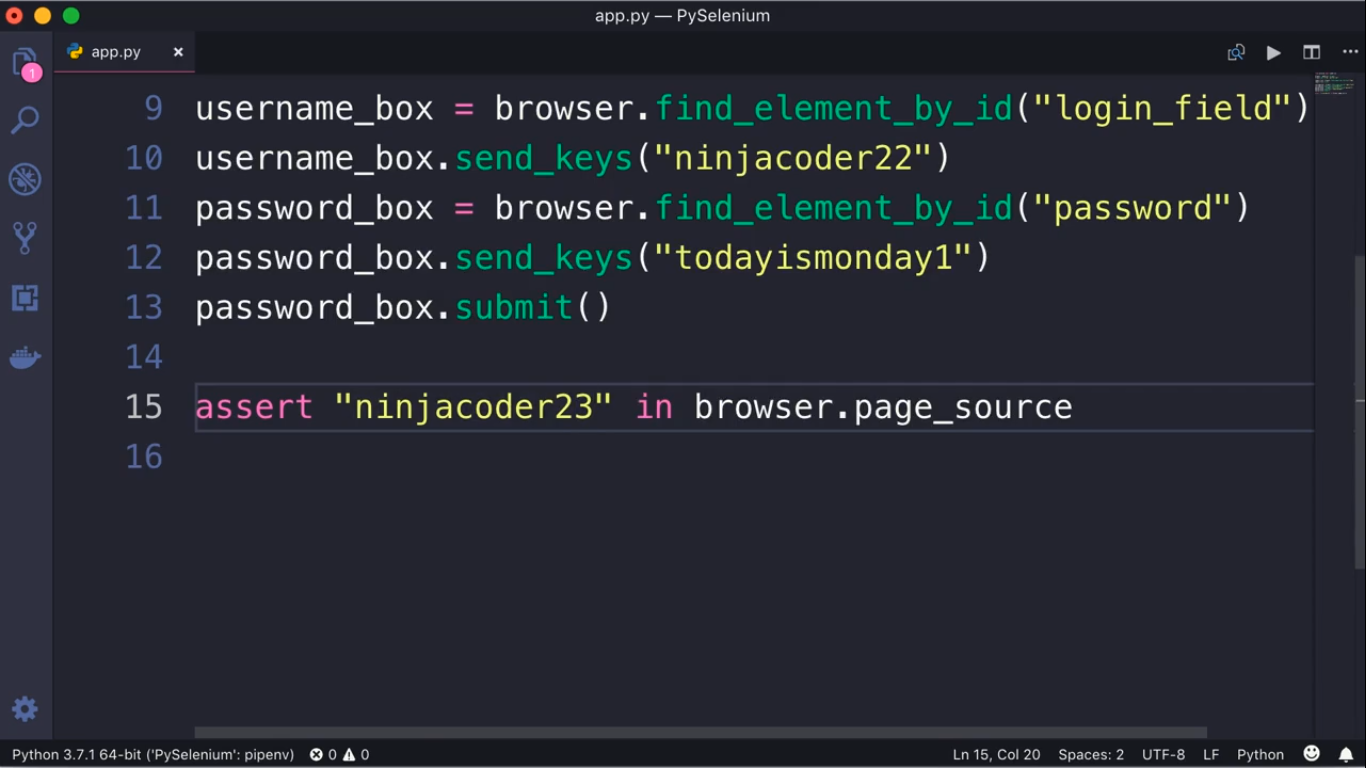 app.py — PySelenium
app.py ×
1
9 username_box = browser.find_element_by_id("login_field")
10 username_box.send_keys("ninjacoder22")
11 password_box = browser.find_element_by_id("password")
12 password_box.send_keys("todayismonday1")
13 password_box.submit()
14
15 assert "ninjacoder23" in browser.page_source
16
Python 3.7.1 64-bit ('PySelenium': pipenv) 0 0 Ln 15, Col 20 Spaces: 2 UTF-8 LF Python